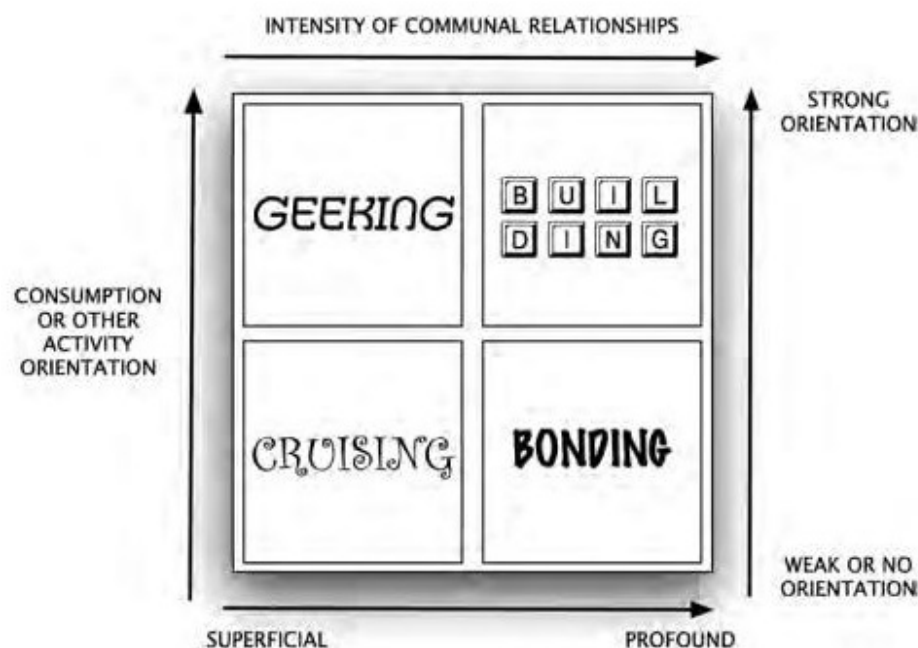 INTENSITY OF COMMUNAL RELATIONSHIPS
STRONG
ORIENTATION
GEEKING
B U I L
D I N G
CONSUMPTION
OR OTHER
ACTIVITY
ORIENTATION
CRUISING
BONDING
WEAK OR NO
ORIENTATION
SUPERFICIAL
PROFOUND